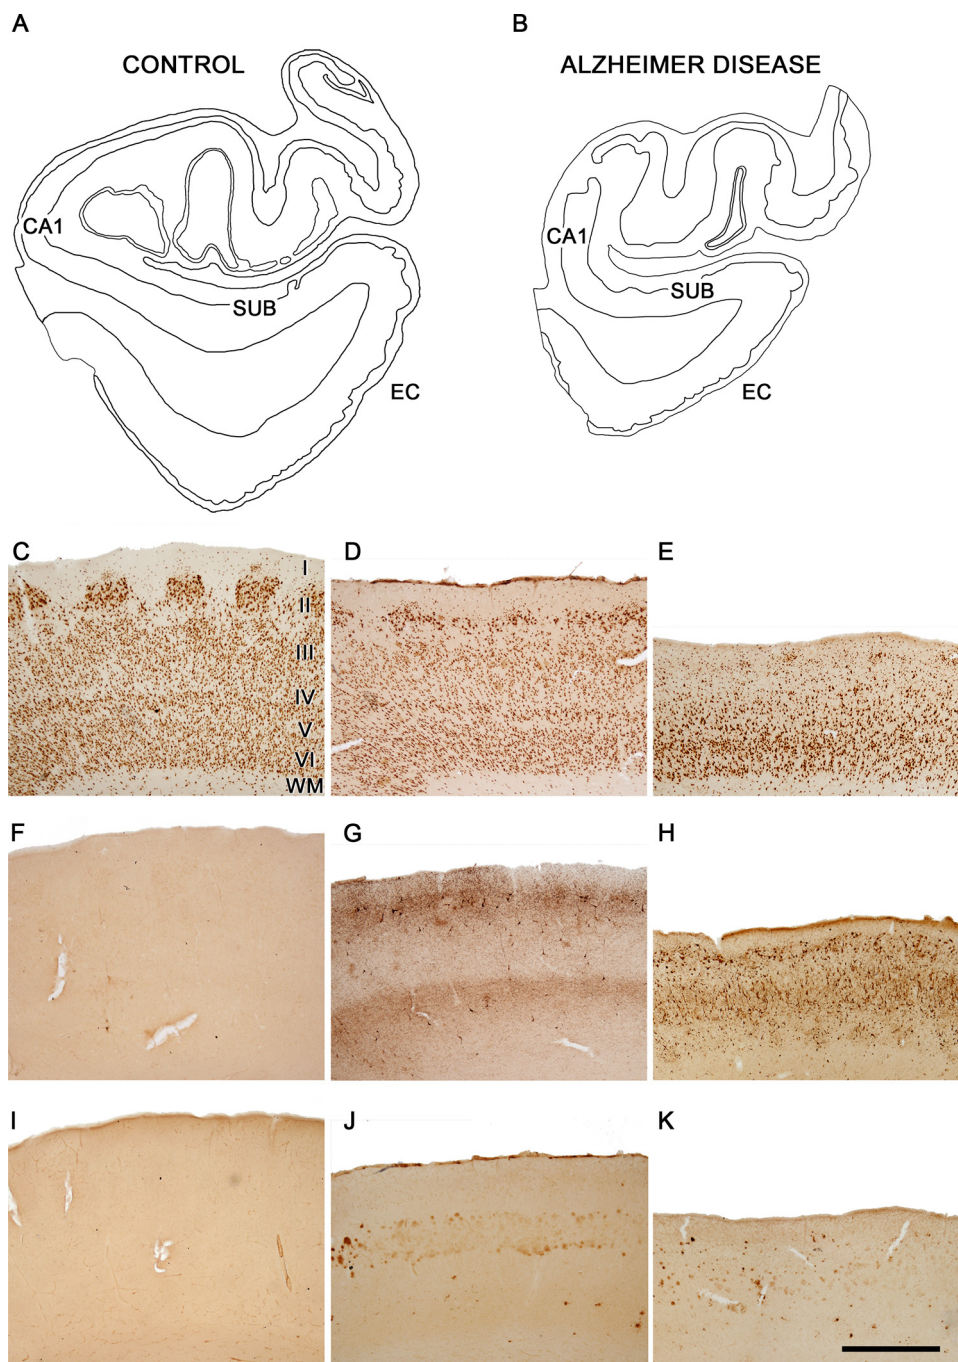 A
B
CONTROL
ALZHEIMER DISEASE
CA1
CA1
SUB
SUB
EC
EC
C
D
E
I
II
III
IV
V
VI
WM
F
G
H
I
J
K